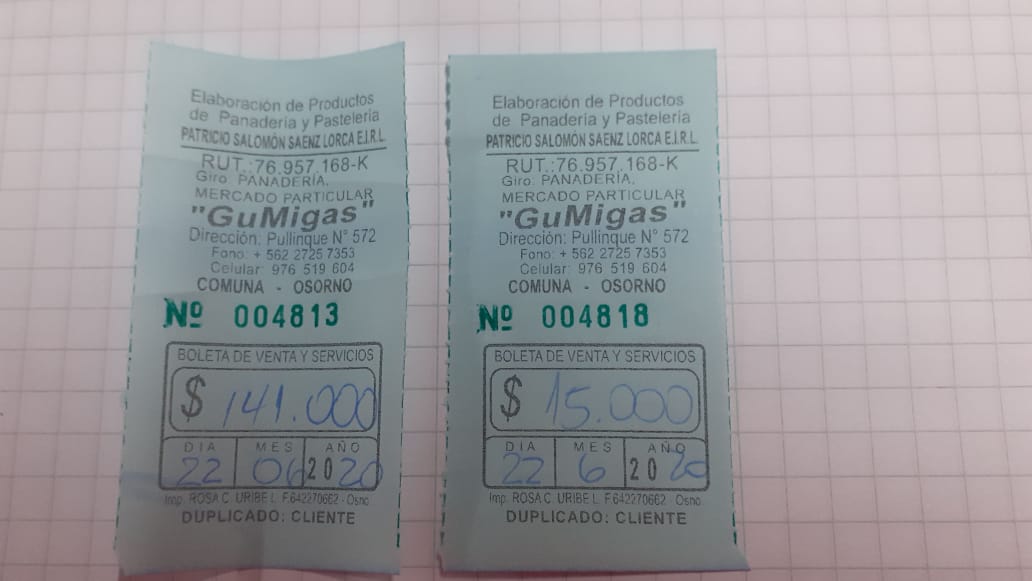 Elaboración de Productos
de Panaderia y Pasteleria
PATRICIO SALOMÓN SAENZ LORCA E.I.R.L.
RUT.:76.957.168-K
Giro: PANADERÍA,
MERCADO PARTICULAR
"GuMigas"
Dirección: Pullinque N° 572
Fono: + 562 2725 7353
Celular: 976 519 604
COMUNA - OSORNO
Nº 004813
BOLETA DE VENTA Y SERVICIOS
$ 141.000
DIA MES AÑO
22 06 2020
Imp. ROSA C. URIBE L. F.642270662 - Osno.
DUPLICADO: CLIENTE
Elaboración de Productos
de Panaderia y Pasteleria
PATRICIO SALOMÓN SAENZ LORCA E.I.R.L.
RUT.:76.957.168-K
Giro: PANADERÍA,
MERCADO PARTICULAR
"GuMigas"
Dirección: Pullinque N° 572
Fono: + 562 2725 7353
Celular: 976 519 604
COMUNA - OSORNO
Nº 004818
BOLETA DE VENTA Y SERVICIOS
$ 15.000
DIA MES AÑO
22 6 2020
Imp. ROSA C. URIBE L. F.642270662 - Osno.
DUPLICADO: CLIENTE